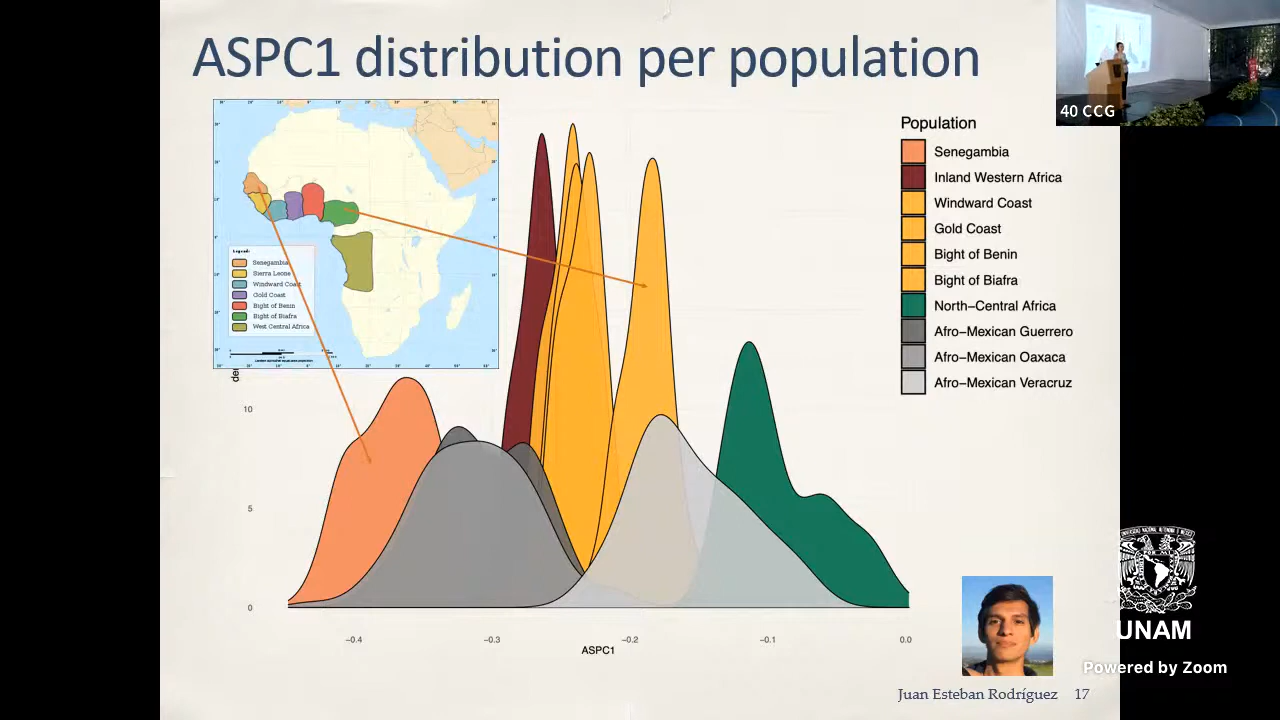 ASPC1 distribution per population
40 CCG
Legend:
Senegambia
Sierra Leone
Windward Coast
Gold Coast
Bight of Benin
Bight of Biafra
West Central Africa
Population
Senegambia
Inland Western Africa
Windward Coast
Gold Coast
Bight of Benin
Bight of Biafra
North−Central Africa
Afro−Mexican Guerrero
Afro−Mexican Oaxaca
Afro−Mexican Veracruz
10
5
0
−0.4
−0.3
−0.2
−0.1
0.0
ASPC1
UNAM
Powered by Zoom
Juan Esteban Rodríguez 17